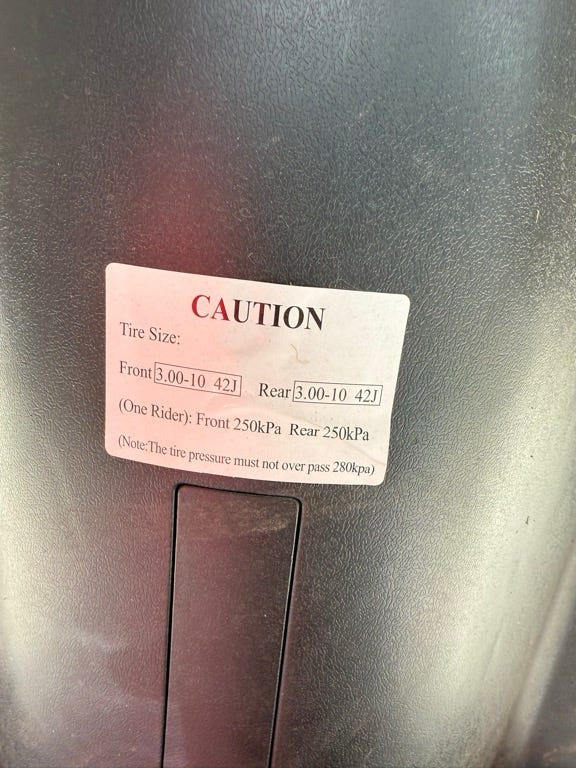 CAUTION
Tire Size:
Front 3.00-10 42J Rear 3.00-10 42J
(One Rider): Front 250kPa Rear 250kPa
(Note:The tire pressure must not over pass 280kpa)